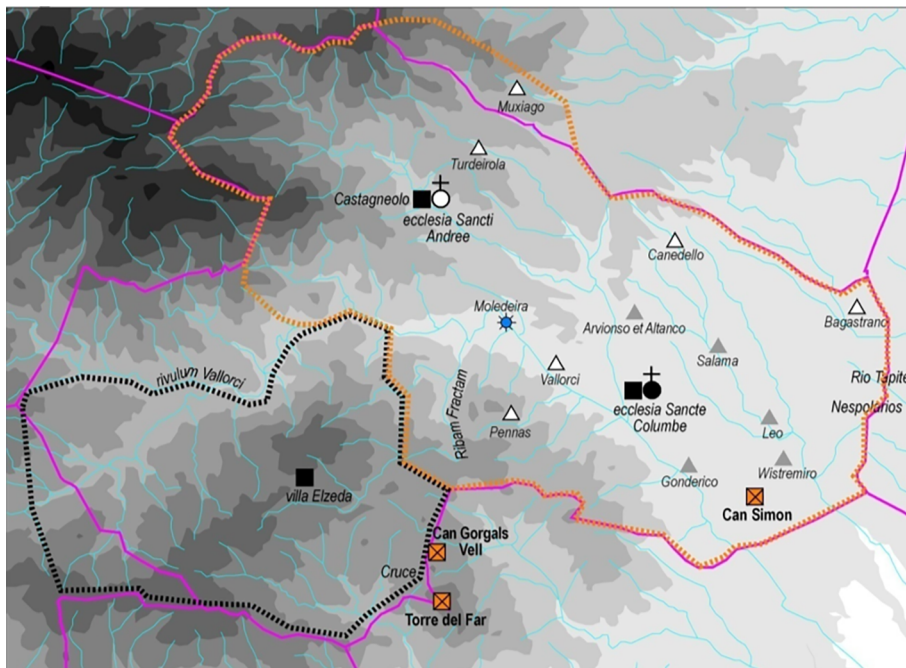 Muxiago
Turdeirola
Castagneolo
ecclesia Sancti
Andree
Canedello
Moledeira
Arvionso et Altanco
Bagastrano
Salama
Vallorci
rivulum Vallorci
Rio Tapite
ecclesia Sancte
Columbe
Nespolarios
Ribam Fractam
Pennas
Leo
Gonderico
Wistremiro
villa Elzeda
Can Simon
Can Gorgals
Vell
Cruce
Torre del Far